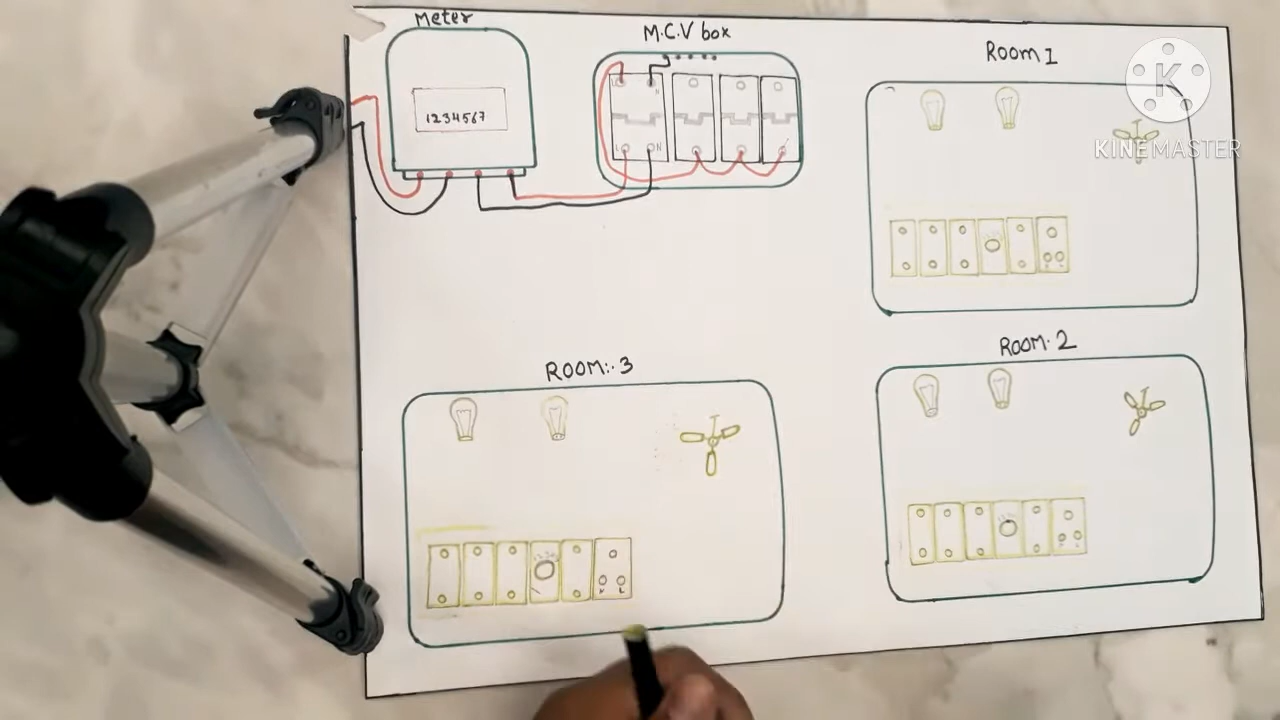 Meter
M.C.V box
ROOM 1
K
KINEMASTER
1234567
N
L N
ROOM.2
ROOM:.3